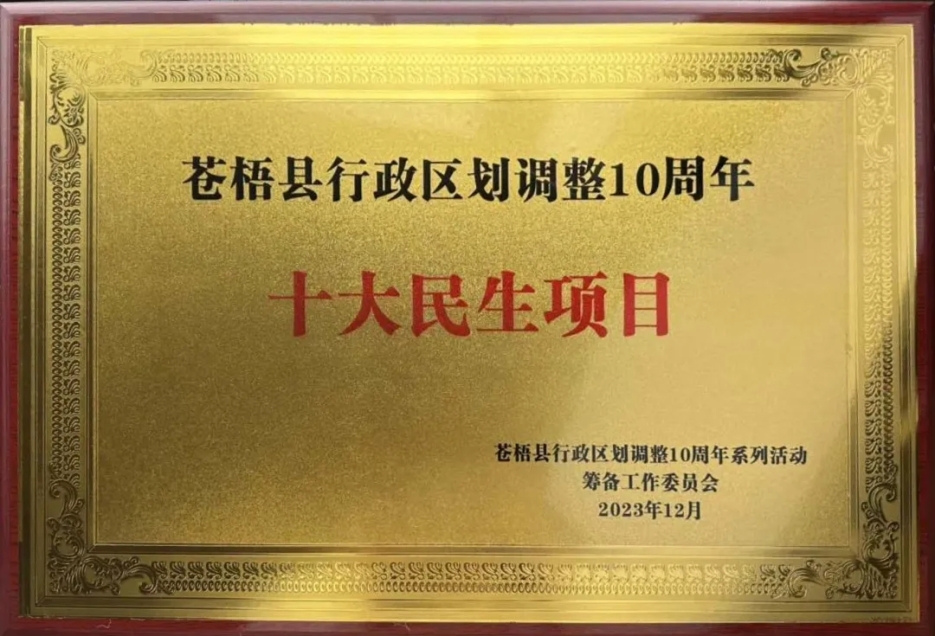 苍梧县行政区划调整10周年
十大民生项目
苍梧县行政区划调整10周年系列活动
筹备工作委员会
2023年12月